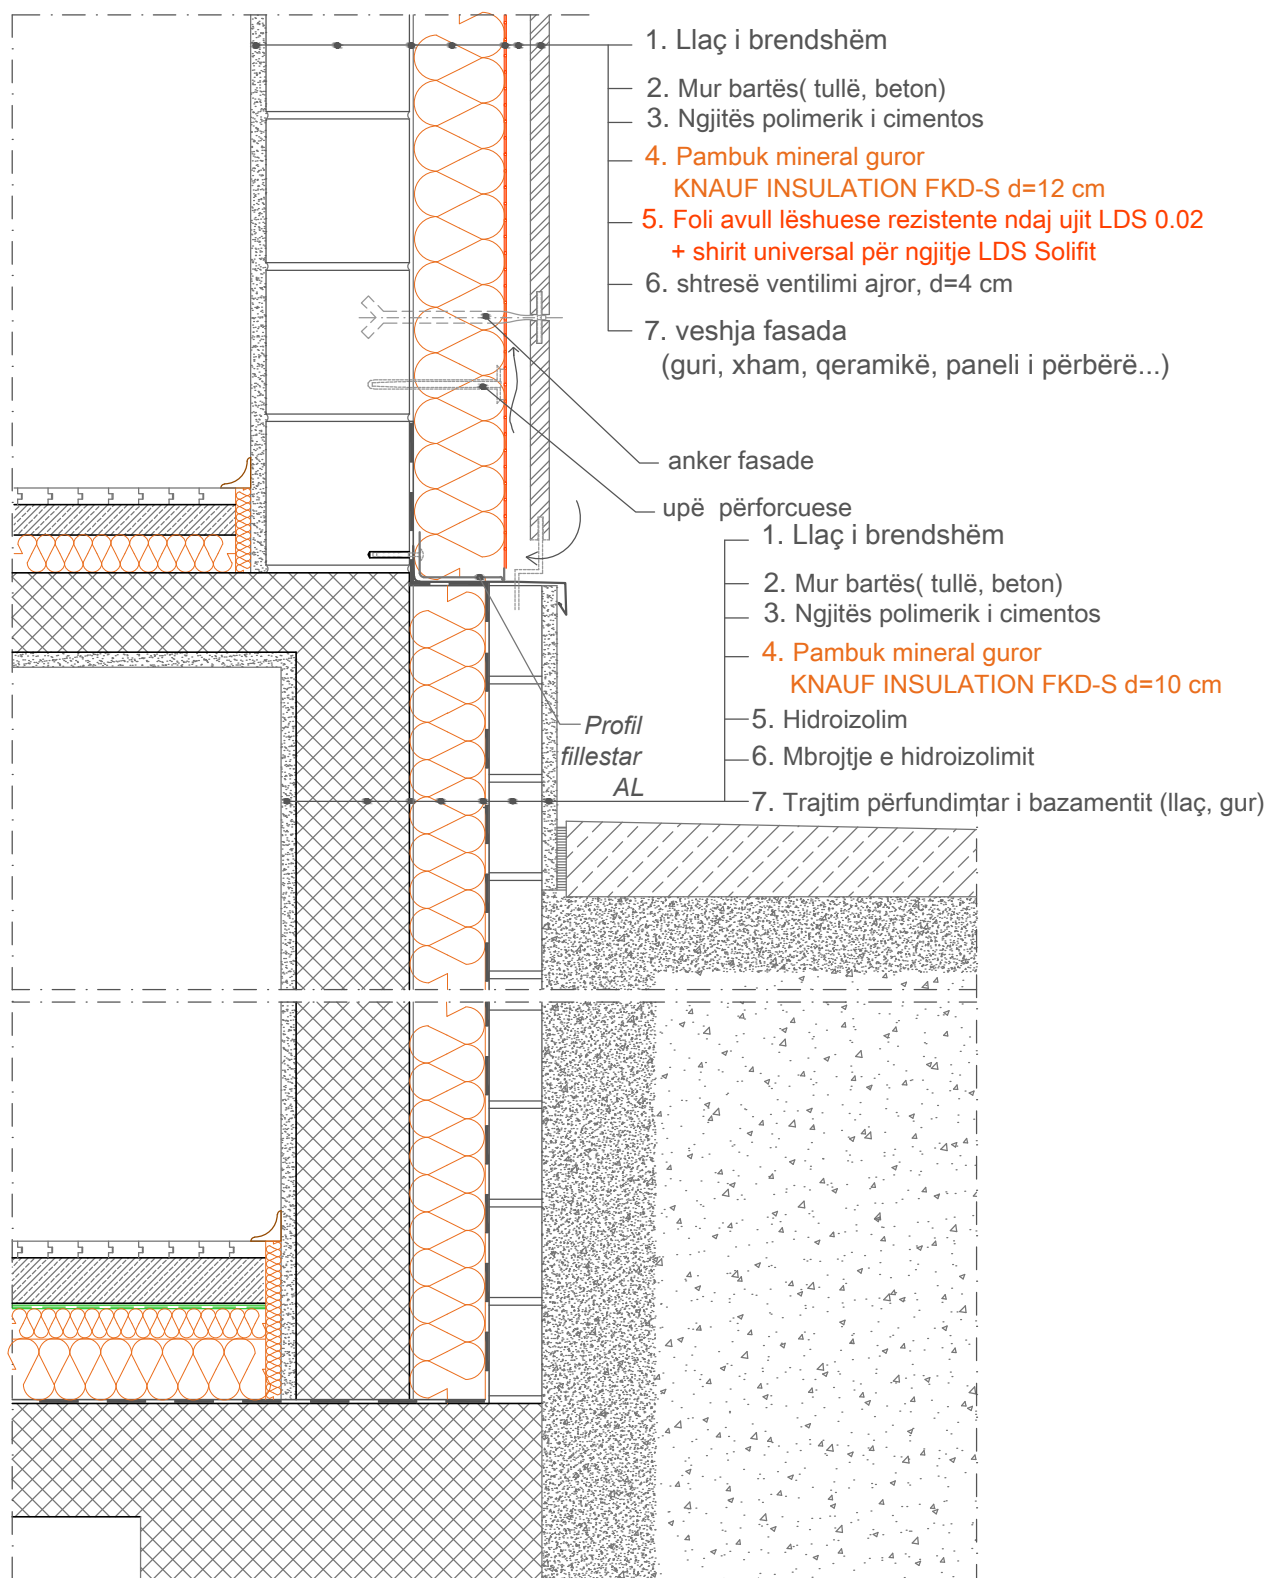 1. Llaç i brendshëm
2. Mur bartës( tullë, beton)
3. Ngjitës polimerik i cimentos
4. Pambuk mineral guror
KNAUF INSULATION FKD-S d=12 cm
5. Foli avull lëshuese rezistente ndaj ujit LDS 0.02
+ shirit universal për ngjitje LDS Solifit
6. shtresë ventilimi ajror, d=4 cm
7. veshja fasada
(guri, xham, qeramikë, paneli i përbërë...)
anker fasade
upë përforcuese
1. Llaç i brendshëm
2. Mur bartës( tullë, beton)
3. Ngjitës polimerik i cimentos
4. Pambuk mineral guror
KNAUF INSULATION FKD-S d=10 cm
5. Hidroizolim
6. Mbrojtje e hidroizolimit
7. Trajtim përfundimtar i bazamentit (llaç, gur)
Profil
fillestar
AL